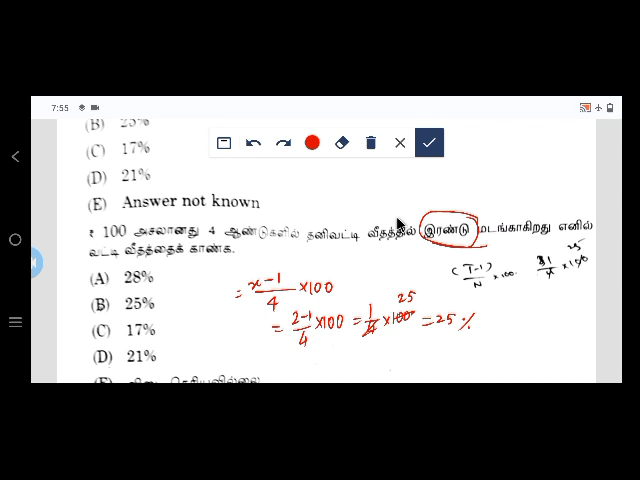 7:55
(B) 25%
(C) 17%
(D) 21%
(E) Answer not known
₹ 100 அசலானது 4 ஆண்டுகளில் தனிவட்டி வீதத்தில் இரண்டு மடங்காகிறது எனில்
வட்டி வீதத்தைக் காண்க.
(A) 28%
(B) 25%
(C) 17%
(D) 21%
(E) விடை தெரியவில்லை
= x-1/4 ×100
= 2-1/4 ×100 = 1/4 ×100 25 = 25 %
(T-1)/N ×100
25